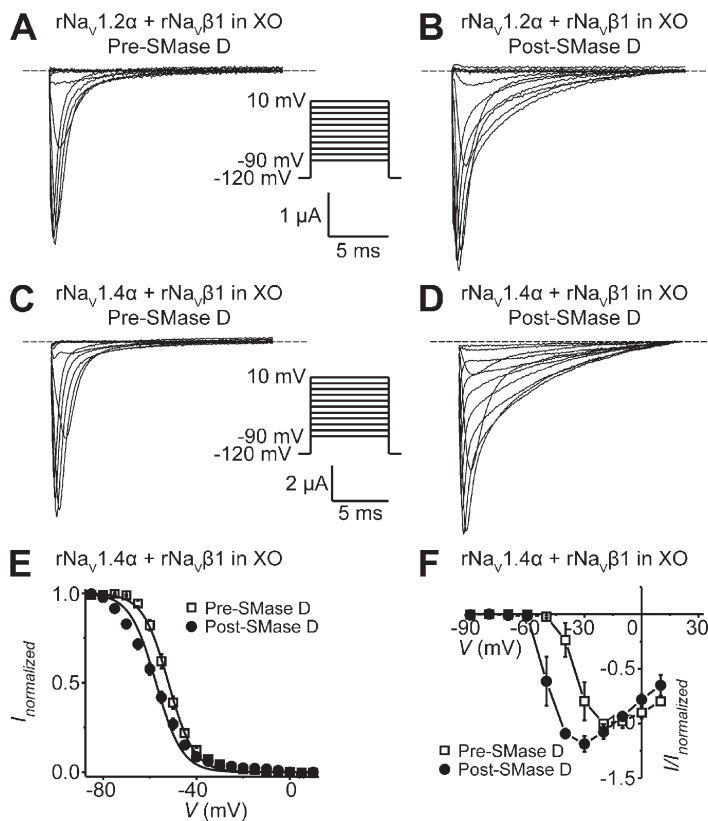 A
rNaV1.2α + rNaVβ1 in XO
Pre-SMase D
B
rNaV1.2α + rNaVβ1 in XO
Post-SMase D
10 mV
-90 mV
-120 mV
1 µA
5 ms
C
rNaV1.4α + rNaVβ1 in XO
Pre-SMase D
D
rNaV1.4α + rNaVβ1 in XO
Post-SMase D
10 mV
-90 mV
-120 mV
2 µA
5 ms
E
rNaV1.4α + rNaVβ1 in XO
Pre-SMase D
Post-SMase D
1.0
0.5
0.0
Inormalized
-80
-40
0
V (mV)
F
rNaV1.4α + rNaVβ1 in XO
-90
-60
-30
0
30
V (mV)
-0.5
-1.0
-1.5
I/Inormalized
Pre-SMase D
Post-SMase D